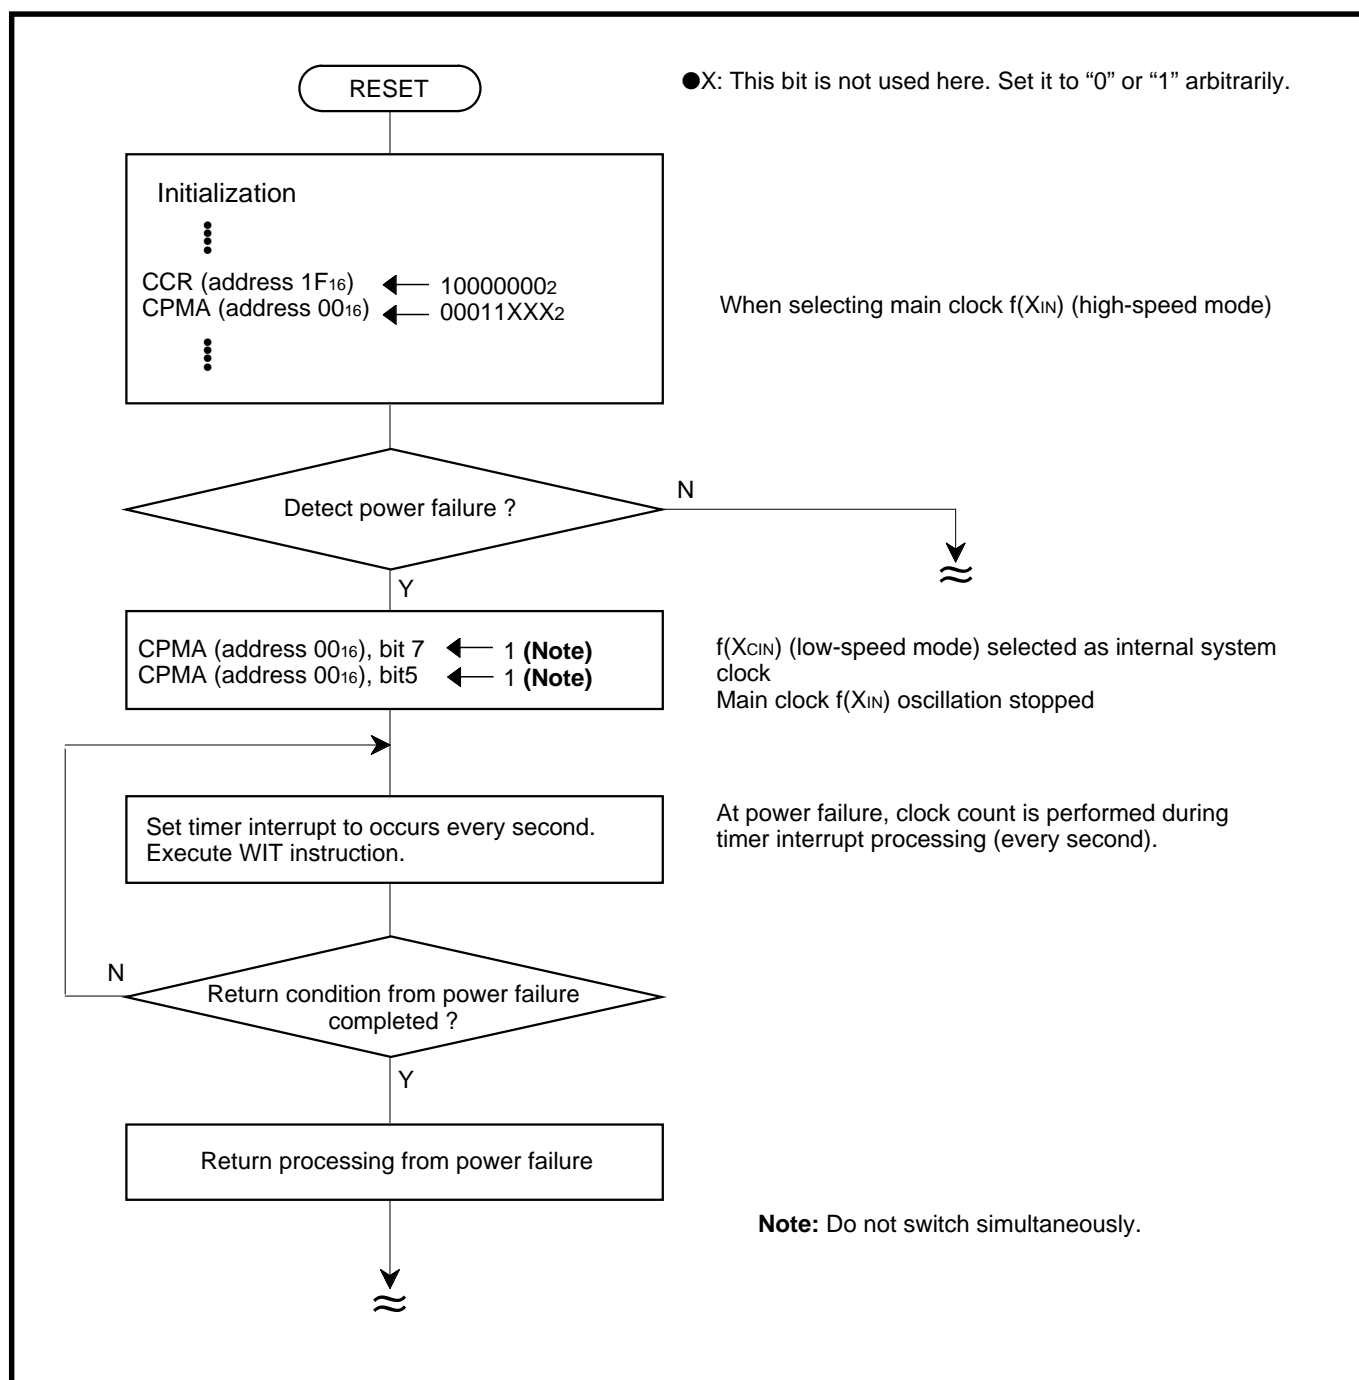 RESET
●X: This bit is not used here. Set it to “0” or “1” arbitrarily.
Initialization
CCR (address 1F16) 100000002
CPMA (address 0016) 00011XXX2
When selecting main clock f(XIN) (high-speed mode)
Detect power failure ?
N
Y
CPMA (address 0016), bit 7 1 (Note)
CPMA (address 0016), bit5 1 (Note)
f(XCIN) (low-speed mode) selected as internal system
clock
Main clock f(XIN) oscillation stopped
Set timer interrupt to occurs every second.
Execute WIT instruction.
At power failure, clock count is performed during
timer interrupt processing (every second).
N
Return condition from power failure
completed ?
Y
Return processing from power failure
Note: Do not switch simultaneously.